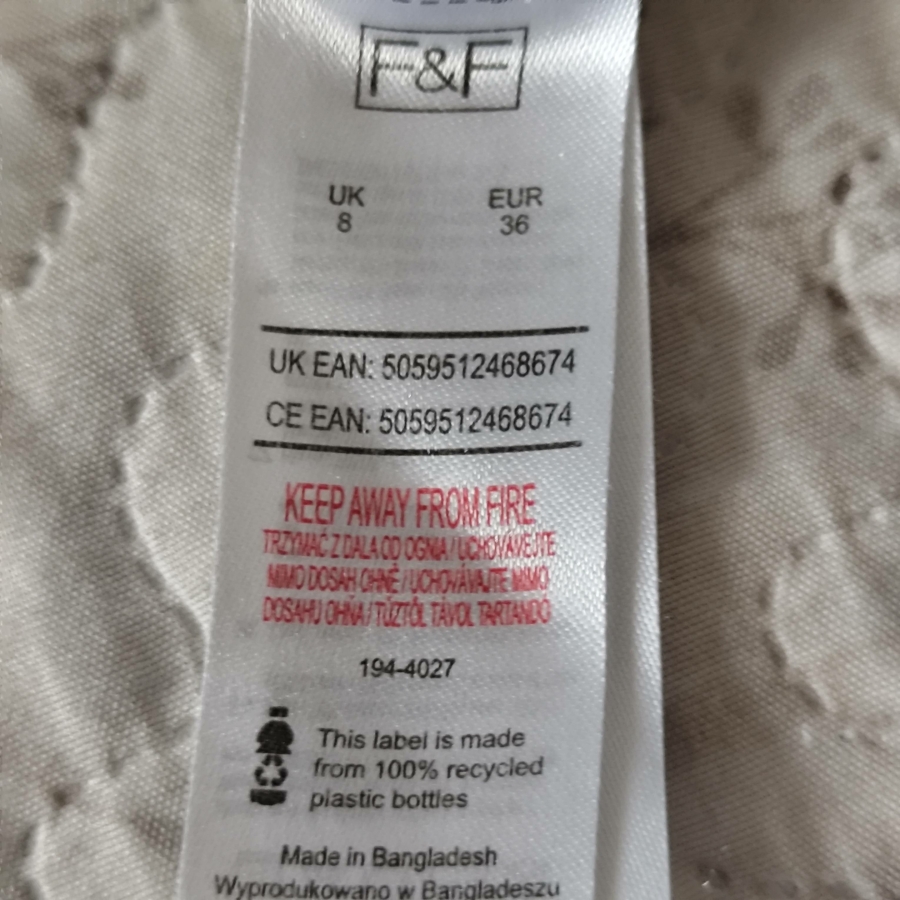 F&F
UK EUR
8 36
UK EAN: 5059512468674
CE EAN: 5059512468674
KEEP AWAY FROM FIRE
TRZYMAĆ Z DALA OD OGNIA / UCHOVÁVEJTE
MIMO DOSAH OHNĚ / UCHOVÁVAJTE MIMO
DOSAHU OHŇA / TŰZTŐL TÁVOL TARTANDÓ
194-4027
This label is made
from 100% recycled
plastic bottles
Made in Bangladesh
Wyprodukowano w Bangladeszu